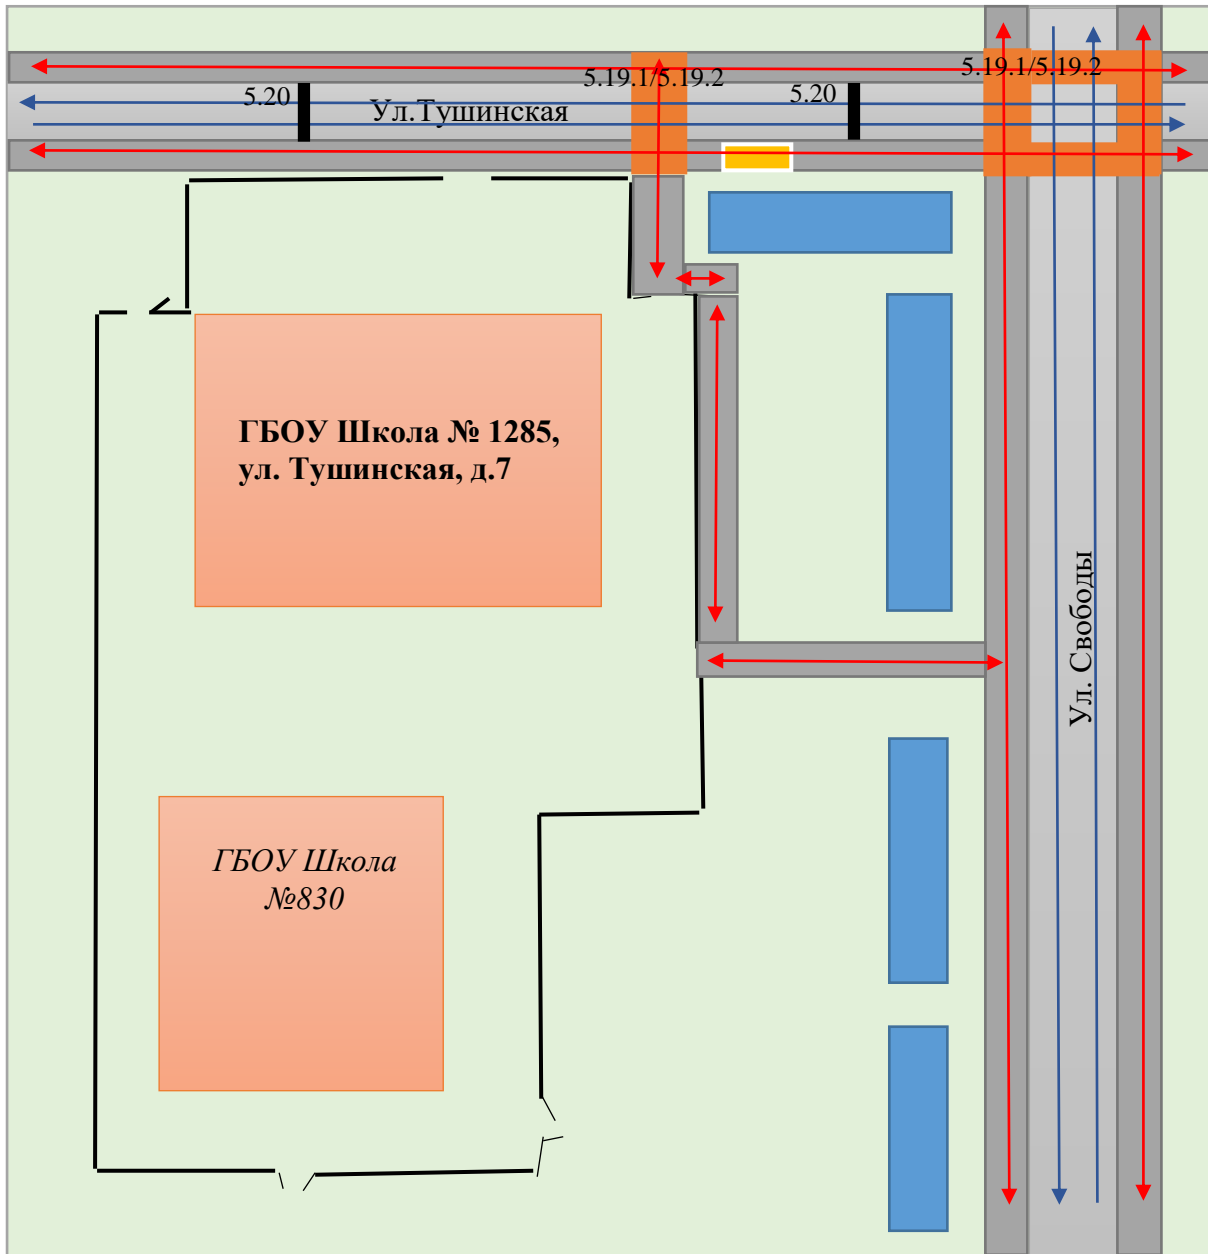 5.19.1/5.19.2
5.19.1/5.19.2
5.20
Ул.Тушинская
5.20
ГБОУ Школа № 1285,
ул. Тушинская, д.7
Ул. Свободы
ГБОУ Школа
№830